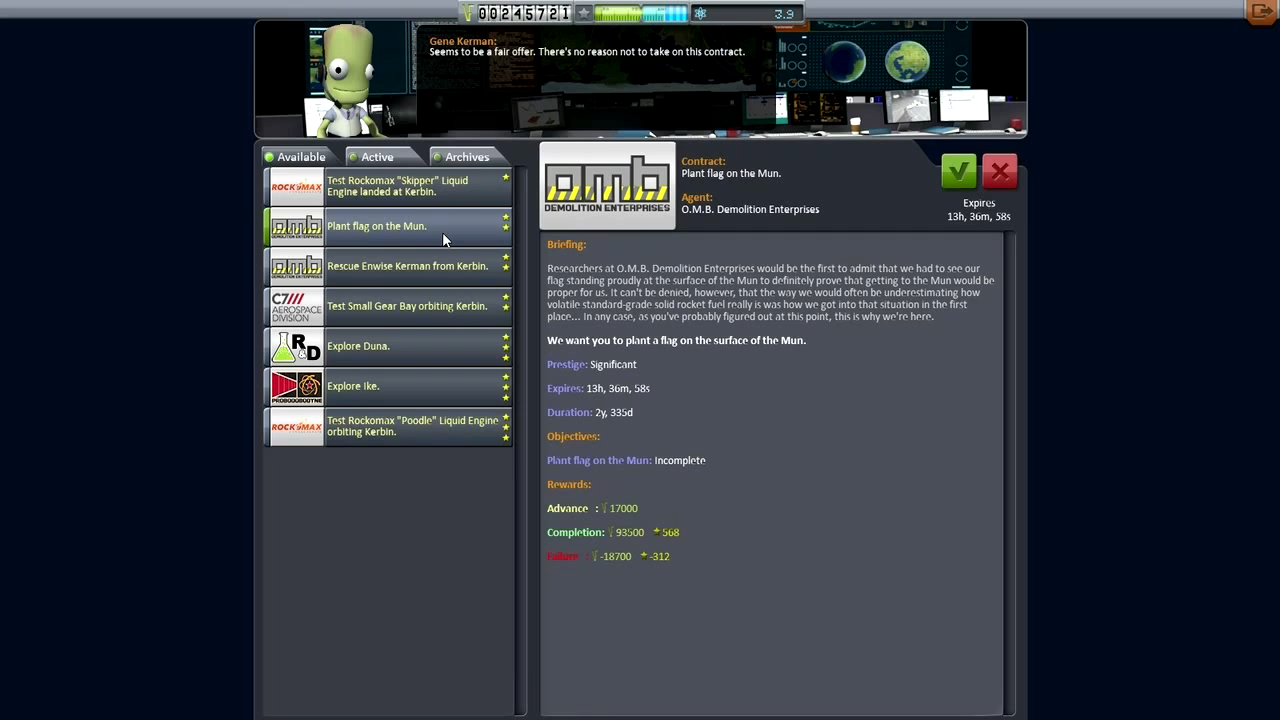 00245721
3.9
Gene Kerman:
Seems to be a fair offer. There's no reason not to take on this contract.
Available
Active
Archives
ROCKOMAX
Test Rockomax "Skipper" Liquid
Engine landed at Kerbin.
omb
DEMOLITION ENTERPRISES
Plant flag on the Mun.
omb
DEMOLITION ENTERPRISES
Rescue Enwise Kerman from Kerbin.
C7
AEROSPACE
DIVISION
Test Small Gear Bay orbiting Kerbin.
R&D
Explore Duna.
PROBODOBODYNE
Explore Ike.
ROCKOMAX
Test Rockomax "Poodle" Liquid Engine
orbiting Kerbin.
omb
DEMOLITION ENTERPRISES
Contract:
Plant flag on the Mun.
Agent:
O.M.B. Demolition Enterprises
Expires
13h, 36m, 58s
Briefing:
Researchers at O.M.B. Demolition Enterprises would be the first to admit that we had to see our
flag standing proudly at the surface of the Mun to definitely prove that getting to the Mun would be
proper for us. It can't be denied, however, that the way we would often be underestimating how
volatile standard-grade solid rocket fuel really is was how we got into that situation in the first
place... In any case, as you've probably figured out at this point, this is why we're here.
We want you to plant a flag on the surface of the Mun.
Prestige: Significant
Expires: 13h, 36m, 58s
Duration: 2y, 335d
Objectives:
Plant flag on the Mun: Incomplete
Rewards:
Advance : 17000
Completion: 93500 568
Failure : -18700 -312